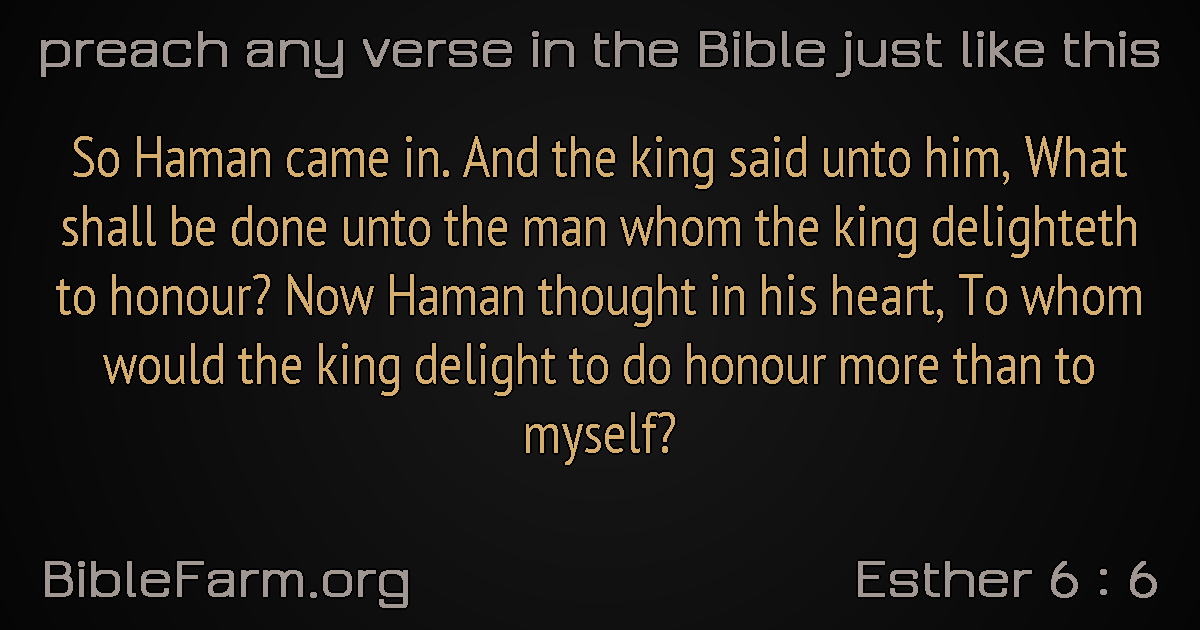 preach any verse in the Bible just like this
So Haman came in. And the king said unto him, What
shall be done unto the man whom the king delighteth
to honour? Now Haman thought in his heart, To whom
would the king delight to do honour more than to
myself?
BibleFarm.org
Esther 6 : 6